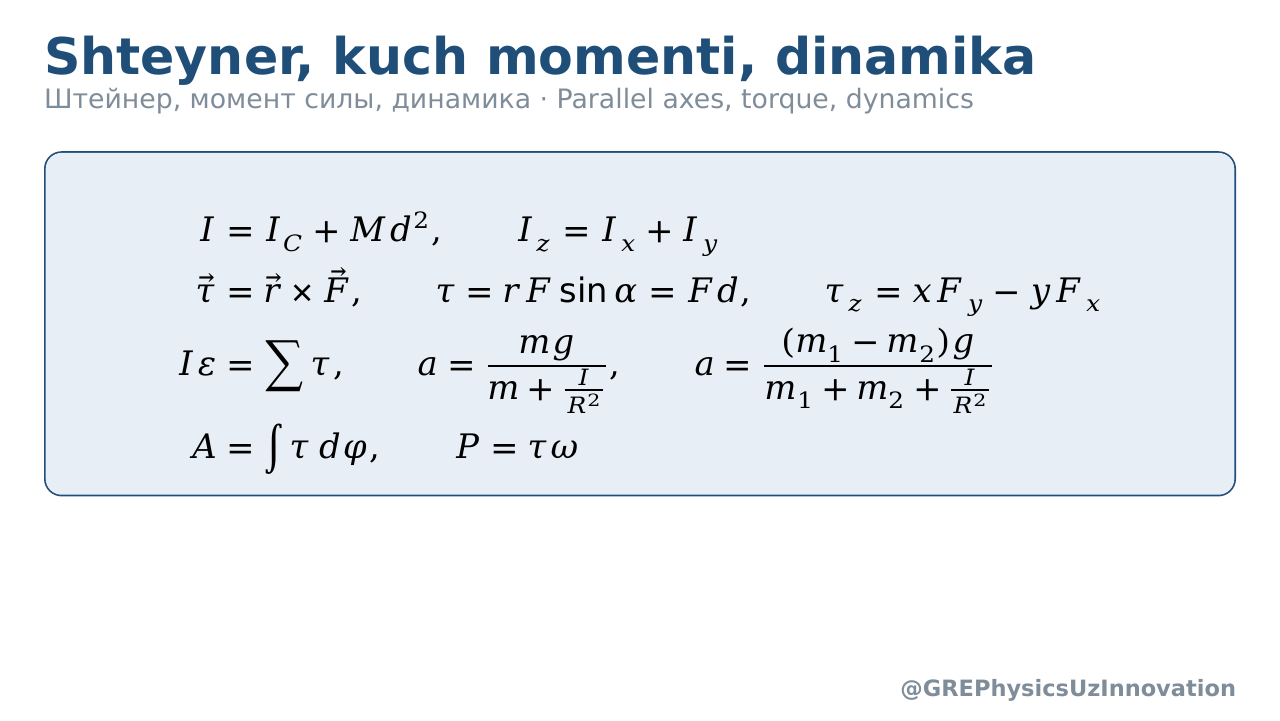 Shteyner, kuch momenti, dinamika
Штейнер, момент силы, динамика · Parallel axes, torque, dynamics
I = I_C + Md², I_z = I_x + I_y
τ⃗ = r⃗ × F⃗, τ = rF sin α = Fd, τ_z = xF_y − yF_x
Iε = ∑ τ, a = mg / (m + I/R²), a = (m₁ − m₂)g / (m₁ + m₂ + I/R²)
A = ∫ τ dφ, P = τω
@GREPhysicsUzInnovation